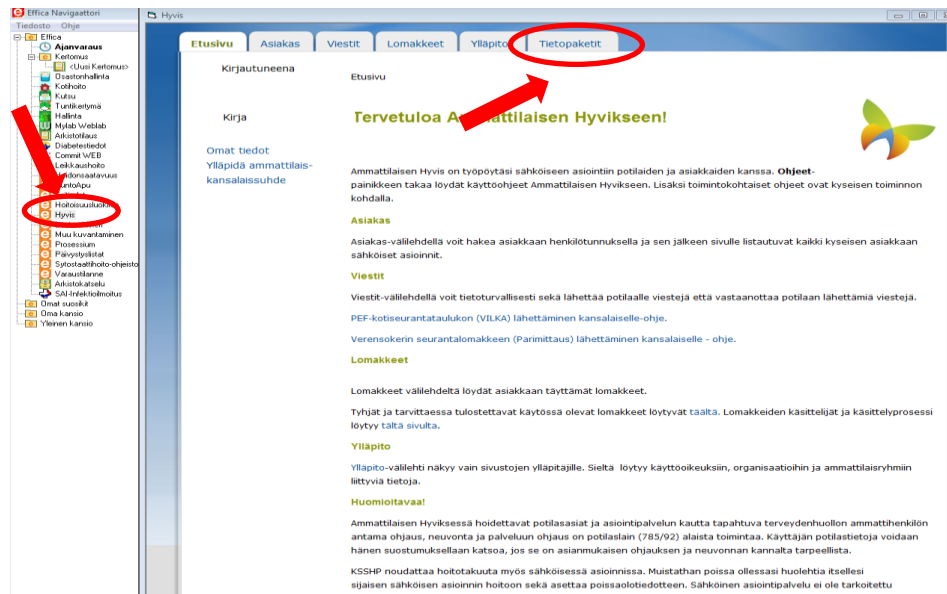 Effica Navigaattori
Tiedosto Ohje
Effica
Ajanvaraus
Kertomus
<Uusi Kertomus>
Osastonhallinta
Kotihoito
Kutsu
Tuntikertymä
Hallinta
Mylab Weblab
Arkistotilaus
Diabetestiedot
Commit WEB
Leikkaushoito
Hoitoisuusluokitus
Hyvis
Muu kuvantaminen
Prosessium
Päivystyslistat
Sytostaattihoito-ohjeisto
Varaustilanne
Arkistokatselu
SAI-Infektioilmoitus
Omat suosikit
Oma kansio
Yleinen kansio
Hyvis
Etusivu Asiakas Viestit Lomakkeet Ylläpito Tietopaketit
Kirjautuneena
Kirja
Omat tiedot
Ylläpidä ammattilais-
kansalaissuhde
Etusivu
Tervetuloa Ammattilaisen Hyvikseen!
Ammattilaisen Hyvis on työpöytäsi sähköiseen asiointiin potilaiden ja asiakkaiden kanssa. Ohjeet-
painikkeen takaa löydät käyttöohjeet Ammattilaisen Hyvikseen. Lisäksi toimintokohtaiset ohjeet ovat kyseisen toiminnon
kohdalla.
Asiakas
Asiakas-välilehdellä voit hakea asiakkaan henkilötunnuksella ja sen jälkeen sivulle listautuvat kaikki kyseisen asiakkaan
sähköiset asioinnit.
Viestit
Viestit-välilehdellä voit tietoturvallisesti sekä lähettää potilaalle viestejä että vastaanottaa potilaan lähettämiä viestejä.
PEF-kotiseurantataulukon (VILKA) lähettäminen kansalaiselle-ohje.
Verensokerin seurantalomakkeen (Parimittaus) lähettäminen kansalaiselle - ohje.
Lomakkeet
Lomakkeet välilehdeltä löydät asiakkaan täyttämät lomakkeet.
Tyhjät ja tarvittaessa tulostettavat käytössä olevat lomakkeet löytyvät täältä. Lomakkeiden käsittelijät ja käsittelyprosessi
löytyy tältä sivulta.
Ylläpito
Ylläpito-välilehti näkyy vain sivustojen ylläpitäjille. Sieltä löytyy käyttöoikeuksiin, organisaatioihin ja ammattilaisryhmiin
liittyviä tietoja.
Huomioitavaa!
Ammattilaisen Hyviksessä hoidettavat potilasasiat ja asiointipalvelun kautta tapahtuva terveydenhuollon ammattihenkilön
antama ohjaus, neuvonta ja palveluun ohjaus on potilaslain (785/92) alaista toimintaa. Käyttäjän potilastietoja voidaan
hänen suostumuksellaan katsoa, jos se on asianmukaisen ohjauksen ja neuvonnan kannalta tarpeellista.
KSSHP noudattaa hoitotakuuta myös sähköisessä asioinnissa. Muistathan poissa ollessasi huolehtia itsellesi
sijaisen sähköisen asioinnin hoitoon sekä asettaa poissaolotiedotteen. Sähköinen asiointipalvelu ei ole tarkoitettu